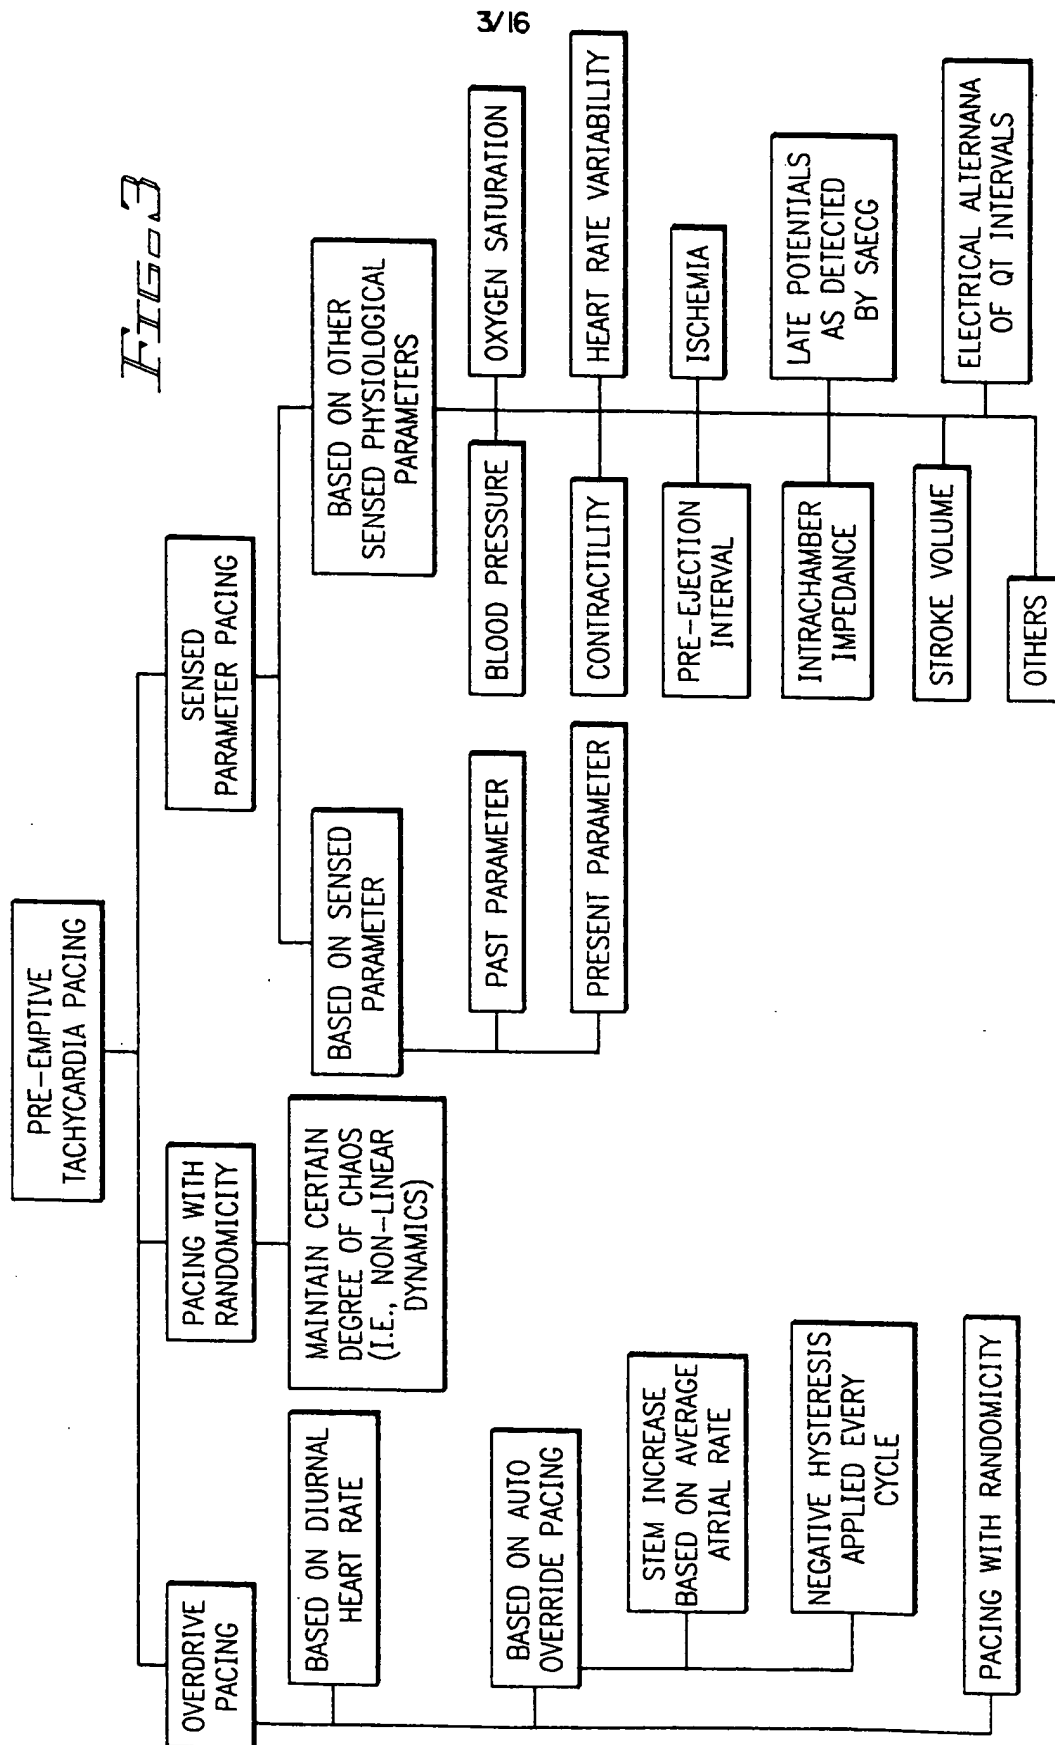 3/16
FIG-3
PRE-EMPTIVE
TACHYCARDIA PACING
OVERDRIVE
PACING
PACING WITH
RANDOMICITY
SENSED
PARAMETER PACING
BASED ON DIURNAL
HEART RATE
BASED ON AUTO
OVERRIDE PACING
STEM INCREASE
BASED ON AVERAGE
ATRIAL RATE
NEGATIVE HYSTERESIS
APPLIED EVERY
CYCLE
PACING WITH RANDOMICITY
MAINTAIN CERTAIN
DEGREE OF CHAOS
(I.E., NON-LINEAR
DYNAMICS)
BASED ON SENSED
PARAMETER
PAST PARAMETER
PRESENT PARAMETER
BASED ON OTHER
SENSED PHYSIOLOGICAL
PARAMETERS
BLOOD PRESSURE
OXYGEN SATURATION
CONTRACTILITY
HEART RATE VARIABILITY
PRE-EJECTION
INTERVAL
ISCHEMIA
INTRACHAMBER
IMPEDANCE
LATE POTENTIALS
AS DETECTED
BY SAECG
STROKE VOLUME
ELECTRICAL ALTERNANA
OF QT INTERVALS
OTHERS